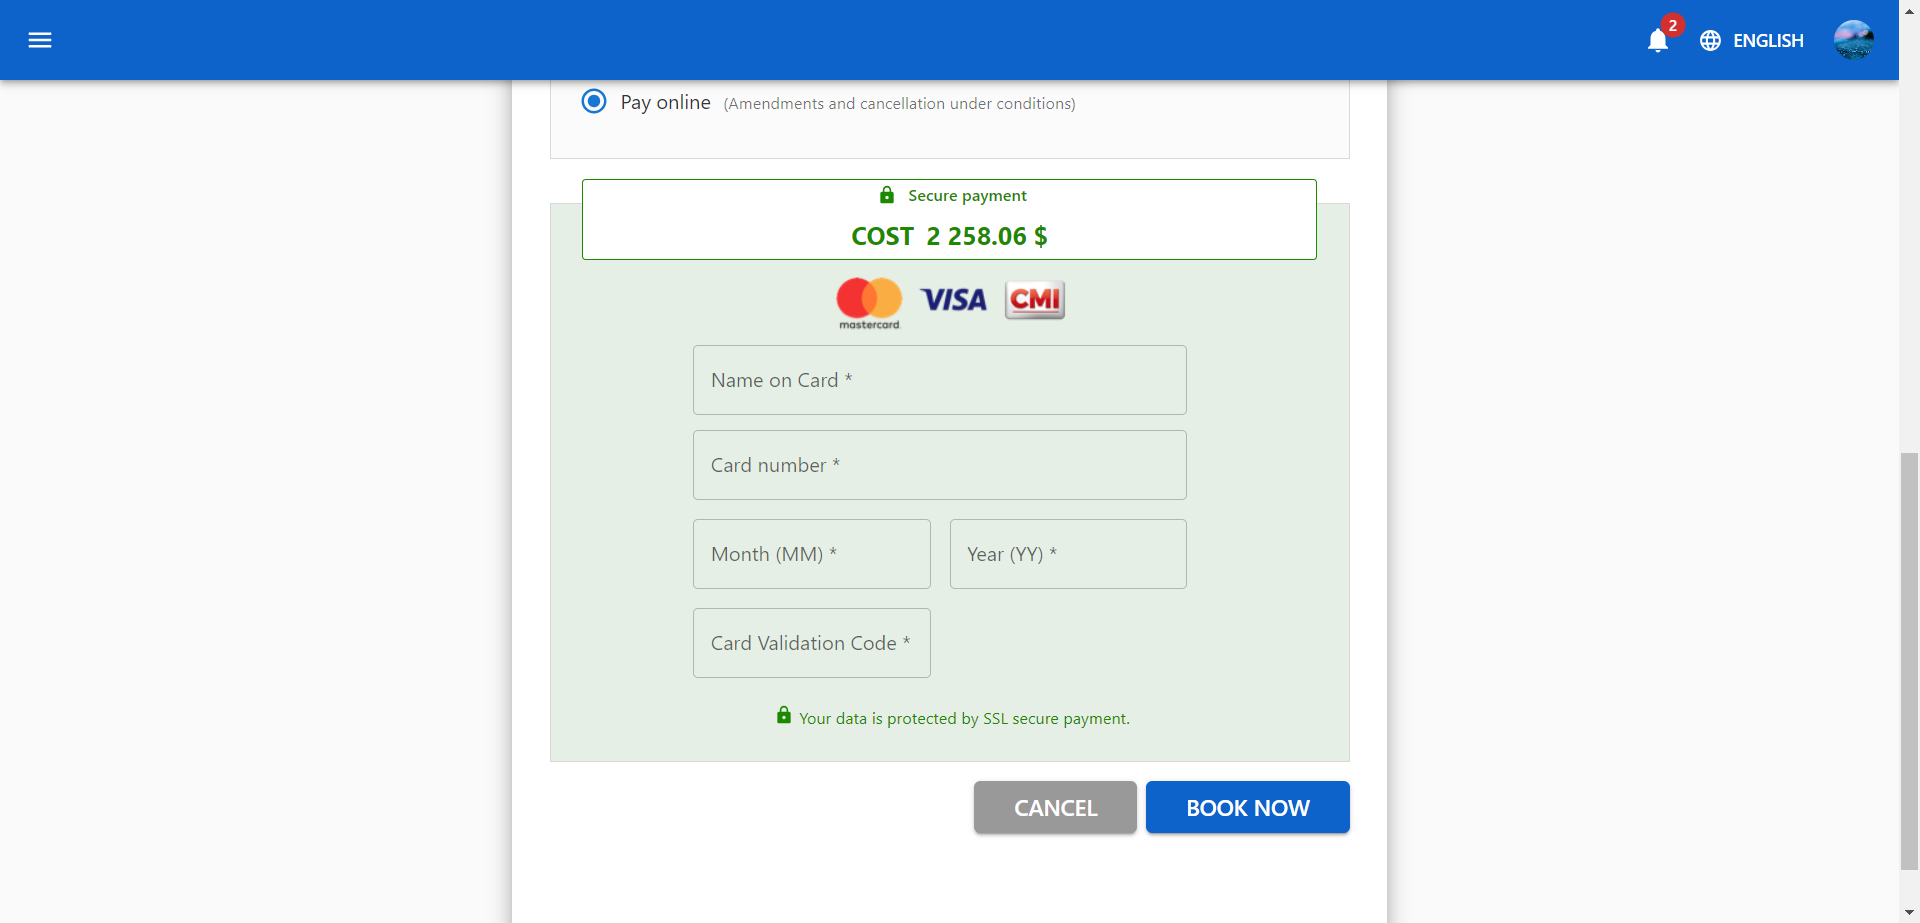 2
ENGLISH
Pay online (Amendments and cancellation under conditions)
Secure payment
COST 2 258.06 $
mastercard VISA CMI
Name on Card *
Card number *
Month (MM) * Year (YY) *
Card Validation Code *
Your data is protected by SSL secure payment.
CANCEL BOOK NOW